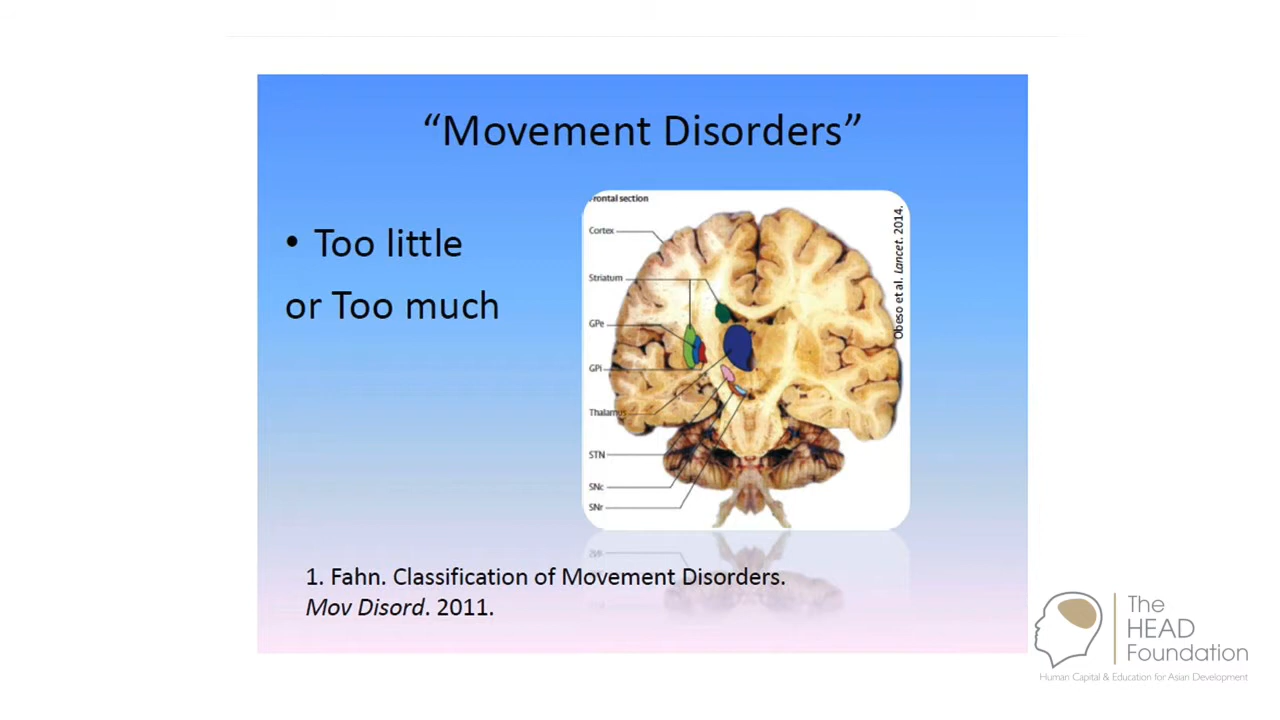 “Movement Disorders”
• Too little
or Too much
Frontal section
Cortex
Striatum
GPe
GPi
Thalamus
STN
SNc
SNr
Obeso et al. Lancet. 2014.
1. Fahn. Classification of Movement Disorders.
Mov Disord. 2011.
The
HEAD
Foundation
Human Capital & Education for Asian Development